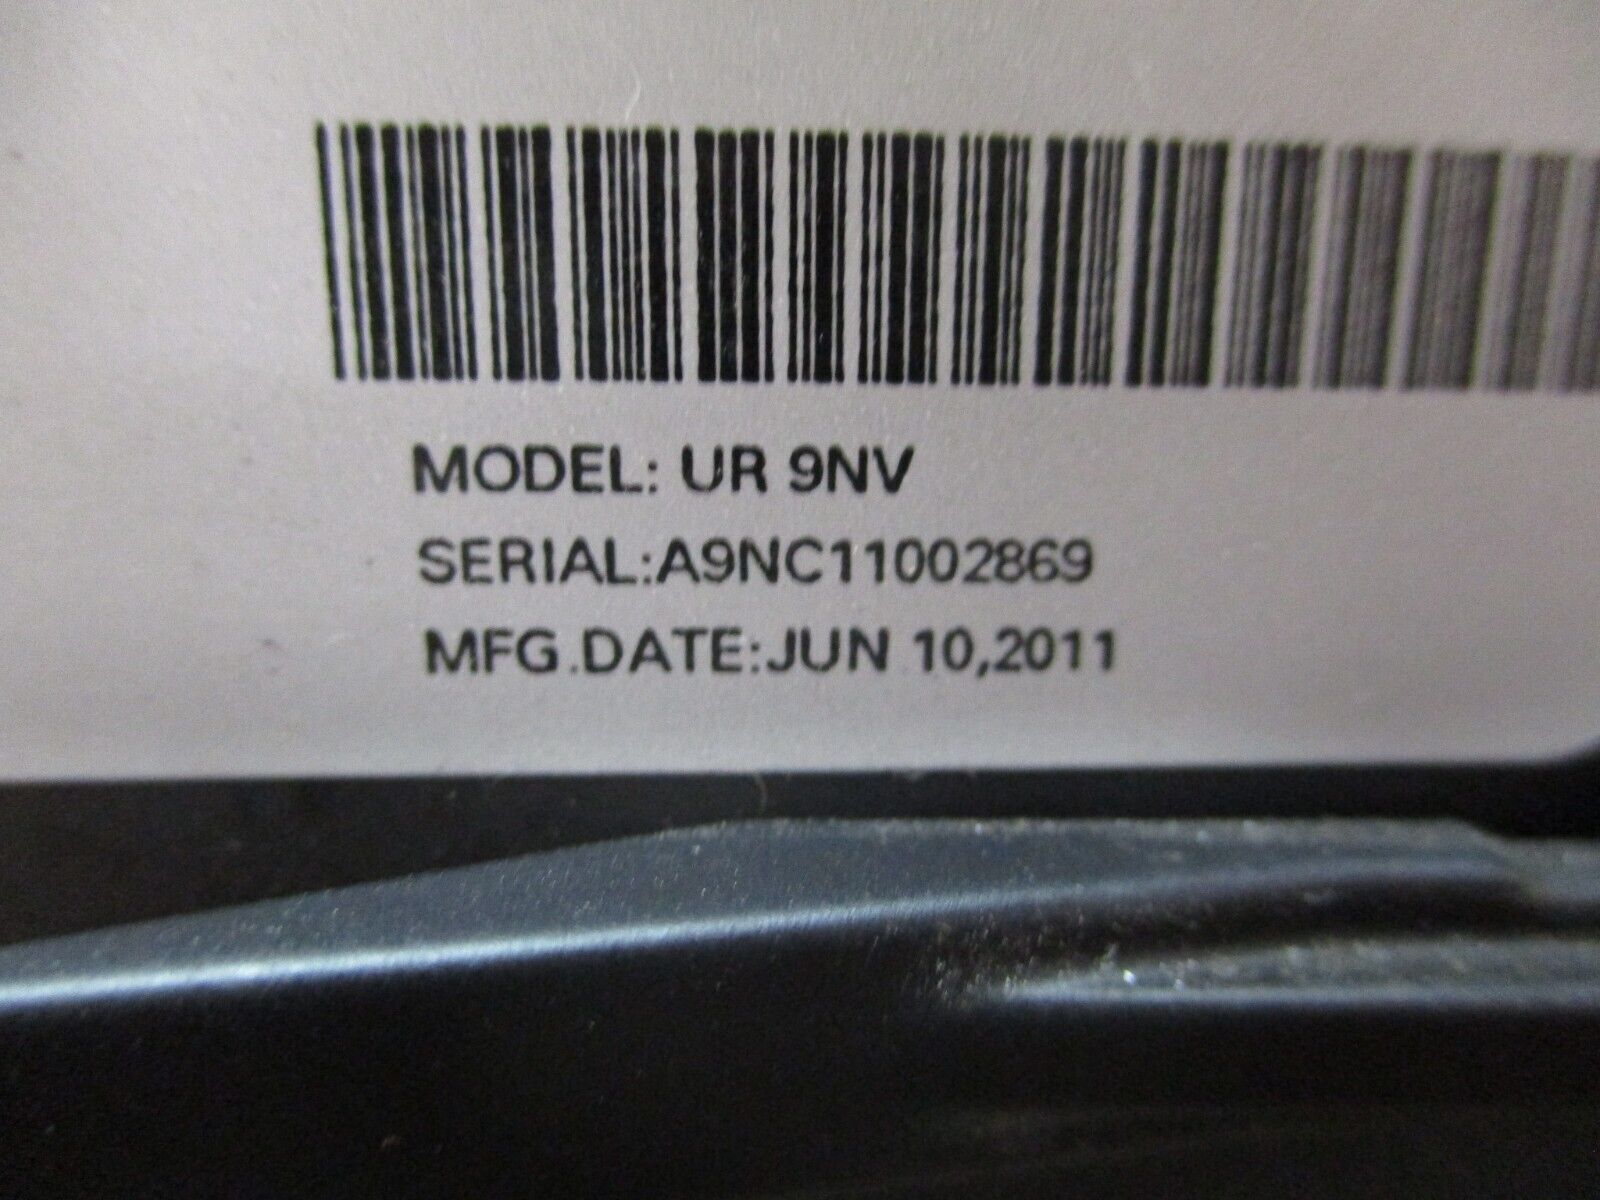 MODEL: UR 9NV
SERIAL:A9NC11002869
MFG.DATE:JUN 10,2011